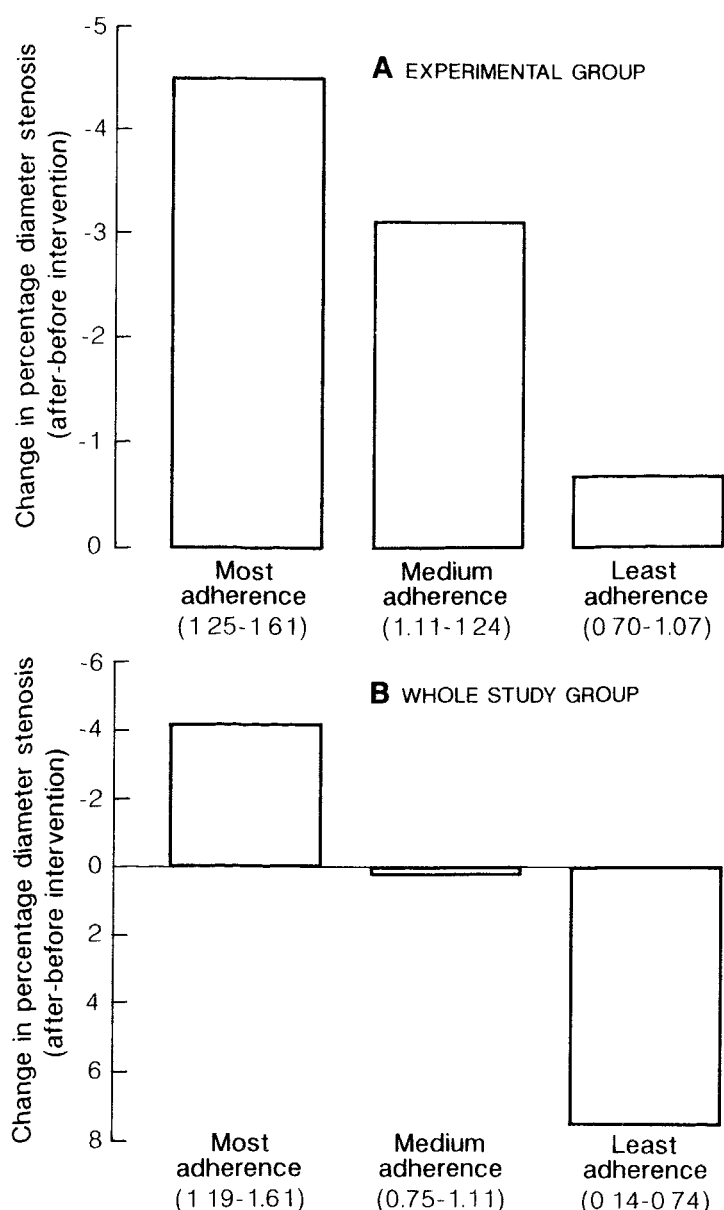 A EXPERIMENTAL GROUP
Change in percentage diameter stenosis
(after-before intervention)
-5
-4
-3
-2
-1
0
Most
adherence
(1 25-1 61)
Medium
adherence
(1.11-1 24)
Least
adherence
(0 70-1.07)
B WHOLE STUDY GROUP
Change in percentage diameter stenosis
(after-before intervention)
-6
-4
-2
0
2
4
6
8
Most
adherence
(1 19-1.61)
Medium
adherence
(0.75-1.11)
Least
adherence
(0 14-0 74)